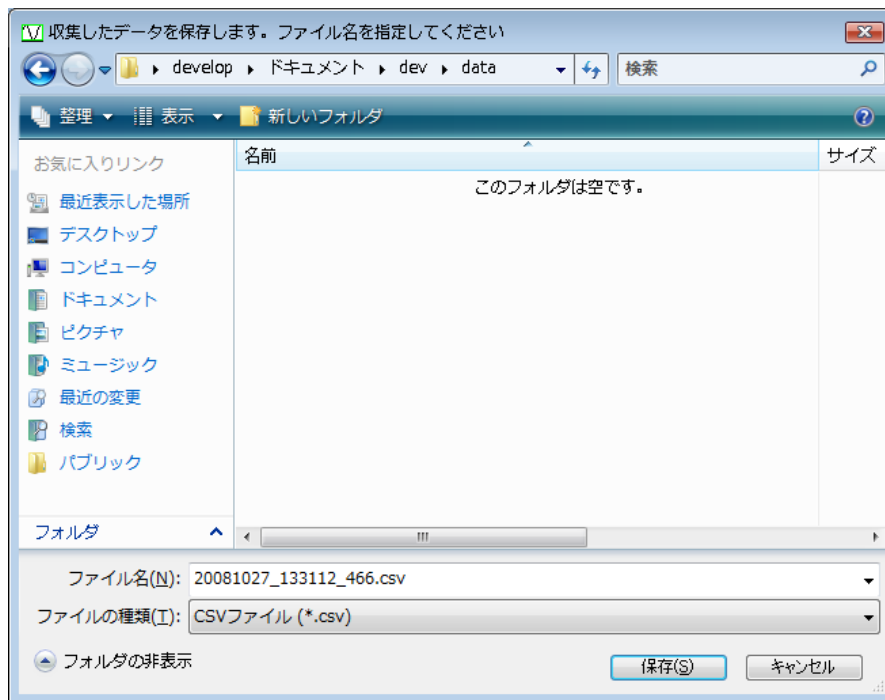 収集したデータを保存します。ファイル名を指定してください
develop ドキュメント dev data 検索
整理 表示 新しいフォルダ
お気に入りリンク
最近表示した場所
デスクトップ
コンピュータ
ドキュメント
ピクチャ
ミュージック
最近の変更
検索
パブリック
フォルダ
名前 サイズ
このフォルダは空です。
ファイル名(N): 20081027_133112_466.csv
ファイルの種類(T): CSVファイル (*.csv)
フォルダの非表示 保存(S) キャンセル